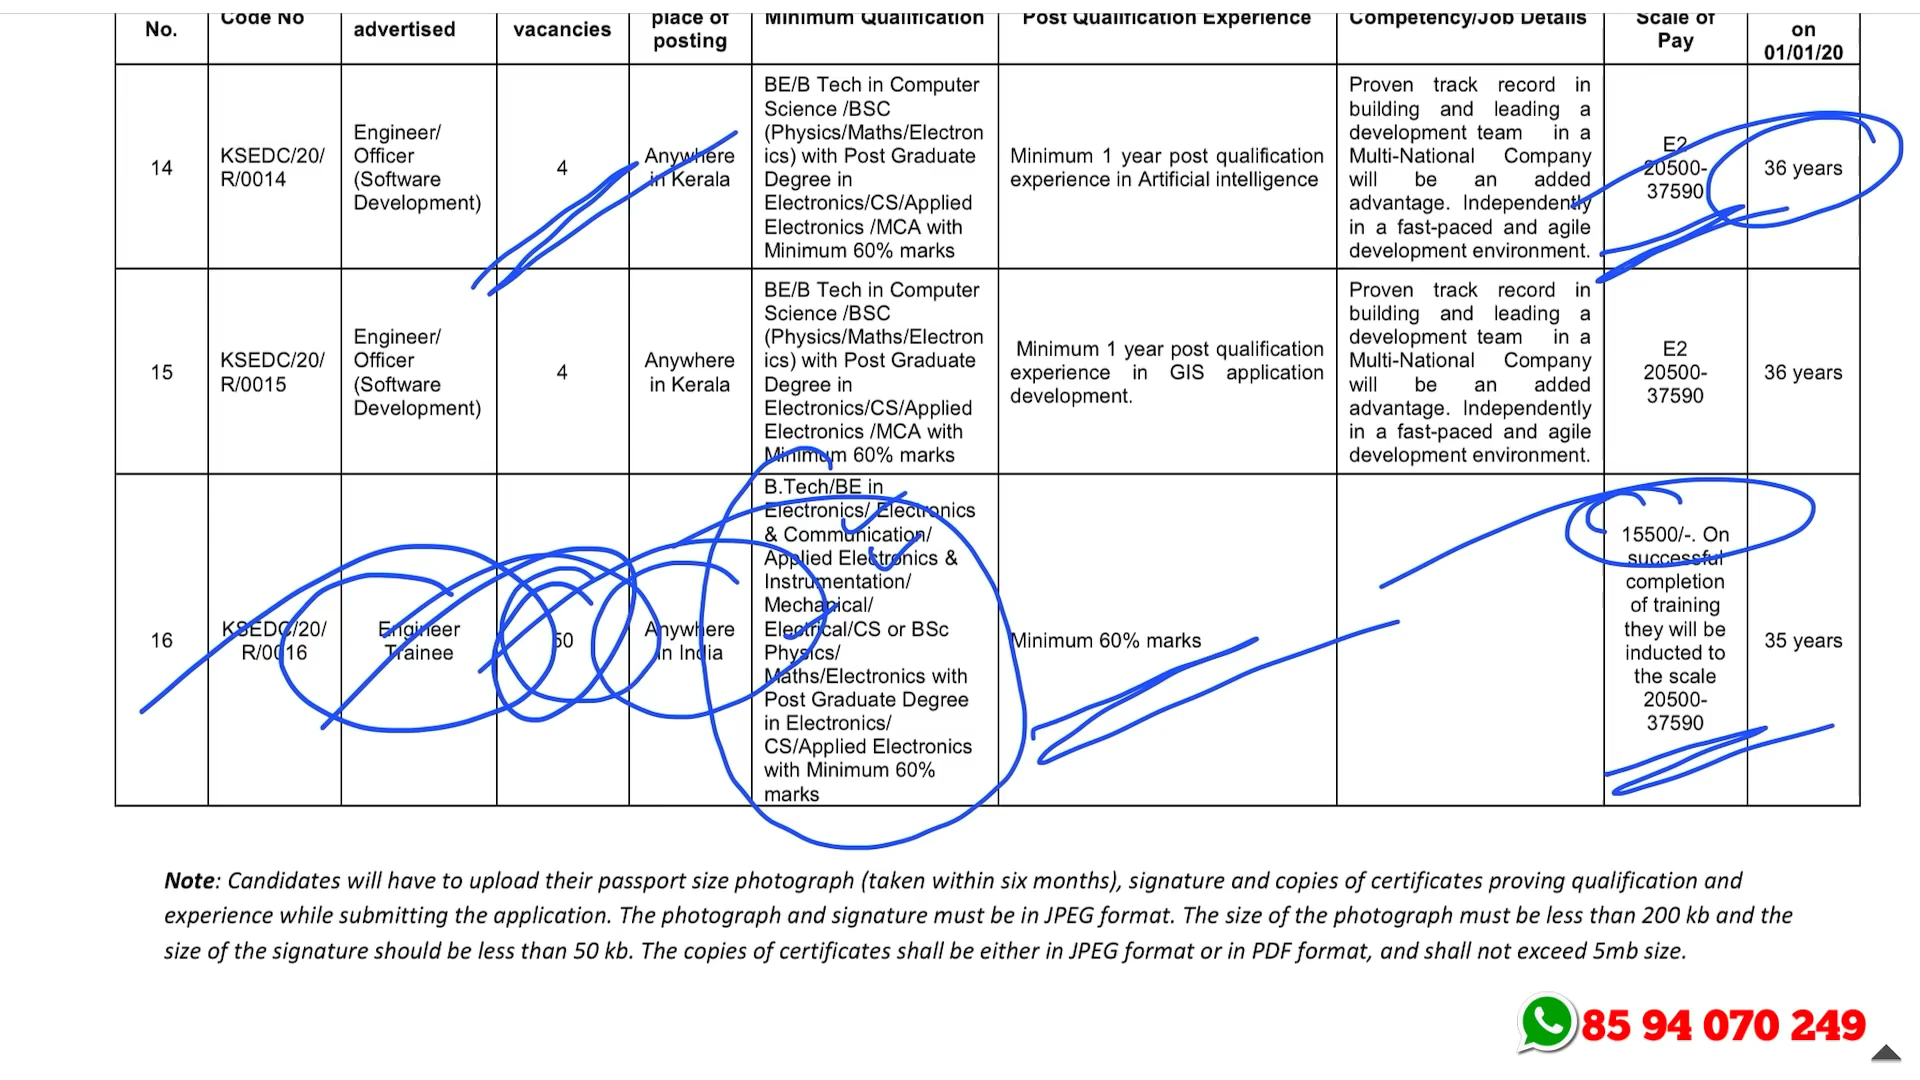 No.
Code No
advertised
vacancies
place of
posting
Minimum Qualification
Post Qualification Experience
Competency/Job Details
Scale of
Pay
on
01/01/20
14
KSEDC/20/
R/0014
Engineer/
Officer
(Software
Development)
4
Anywhere
in Kerala
BE/B Tech in Computer
Science /BSC
(Physics/Maths/Electron
ics) with Post Graduate
Degree in
Electronics/CS/Applied
Electronics /MCA with
Minimum 60% marks
Minimum 1 year post qualification
experience in Artificial intelligence
Proven track record in
building and leading a
development team in a
Multi-National Company
will be an added
advantage. Independently
in a fast-paced and agile
development environment.
E2
20500-
37590
36 years
15
KSEDC/20/
R/0015
Engineer/
Officer
(Software
Development)
4
Anywhere
in Kerala
BE/B Tech in Computer
Science /BSC
(Physics/Maths/Electron
ics) with Post Graduate
Degree in
Electronics/CS/Applied
Electronics /MCA with
Minimum 60% marks
Minimum 1 year post qualification
experience in GIS application
development.
Proven track record in
building and leading a
development team in a
Multi-National Company
will be an added
advantage. Independently
in a fast-paced and agile
development environment.
E2
20500-
37590
36 years
16
KSEDC/20/
R/0016
Engineer
Trainee
50
Anywhere
in India
B.Tech/BE in
Electronics/ Electronics
& Communication/
Applied Electronics &
Instrumentation/
Mechanical/
Electrical/CS or BSc
Physics/
Maths/Electronics with
Post Graduate Degree
in Electronics/
CS/Applied Electronics
with Minimum 60%
marks
Minimum 60% marks
15500/-. On
successful
completion
of training
they will be
inducted to
the scale
20500-
37590
35 years
Note: Candidates will have to upload their passport size photograph (taken within six months), signature and copies of certificates proving qualification and
experience while submitting the application. The photograph and signature must be in JPEG format. The size of the photograph must be less than 200 kb and the
size of the signature should be less than 50 kb. The copies of certificates shall be either in JPEG format or in PDF format, and shall not exceed 5mb size.
85 94 070 249